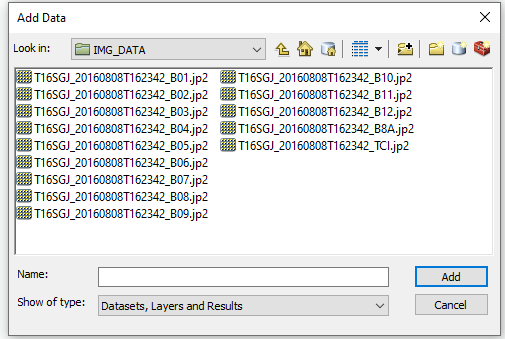 Add Data
Look in: IMG_DATA
T16SGJ_20160808T162342_B01.jp2
T16SGJ_20160808T162342_B02.jp2
T16SGJ_20160808T162342_B03.jp2
T16SGJ_20160808T162342_B04.jp2
T16SGJ_20160808T162342_B05.jp2
T16SGJ_20160808T162342_B06.jp2
T16SGJ_20160808T162342_B07.jp2
T16SGJ_20160808T162342_B08.jp2
T16SGJ_20160808T162342_B09.jp2
T16SGJ_20160808T162342_B10.jp2
T16SGJ_20160808T162342_B11.jp2
T16SGJ_20160808T162342_B12.jp2
T16SGJ_20160808T162342_B8A.jp2
T16SGJ_20160808T162342_TCI.jp2
Name: Add
Show of type: Datasets, Layers and Results Cancel